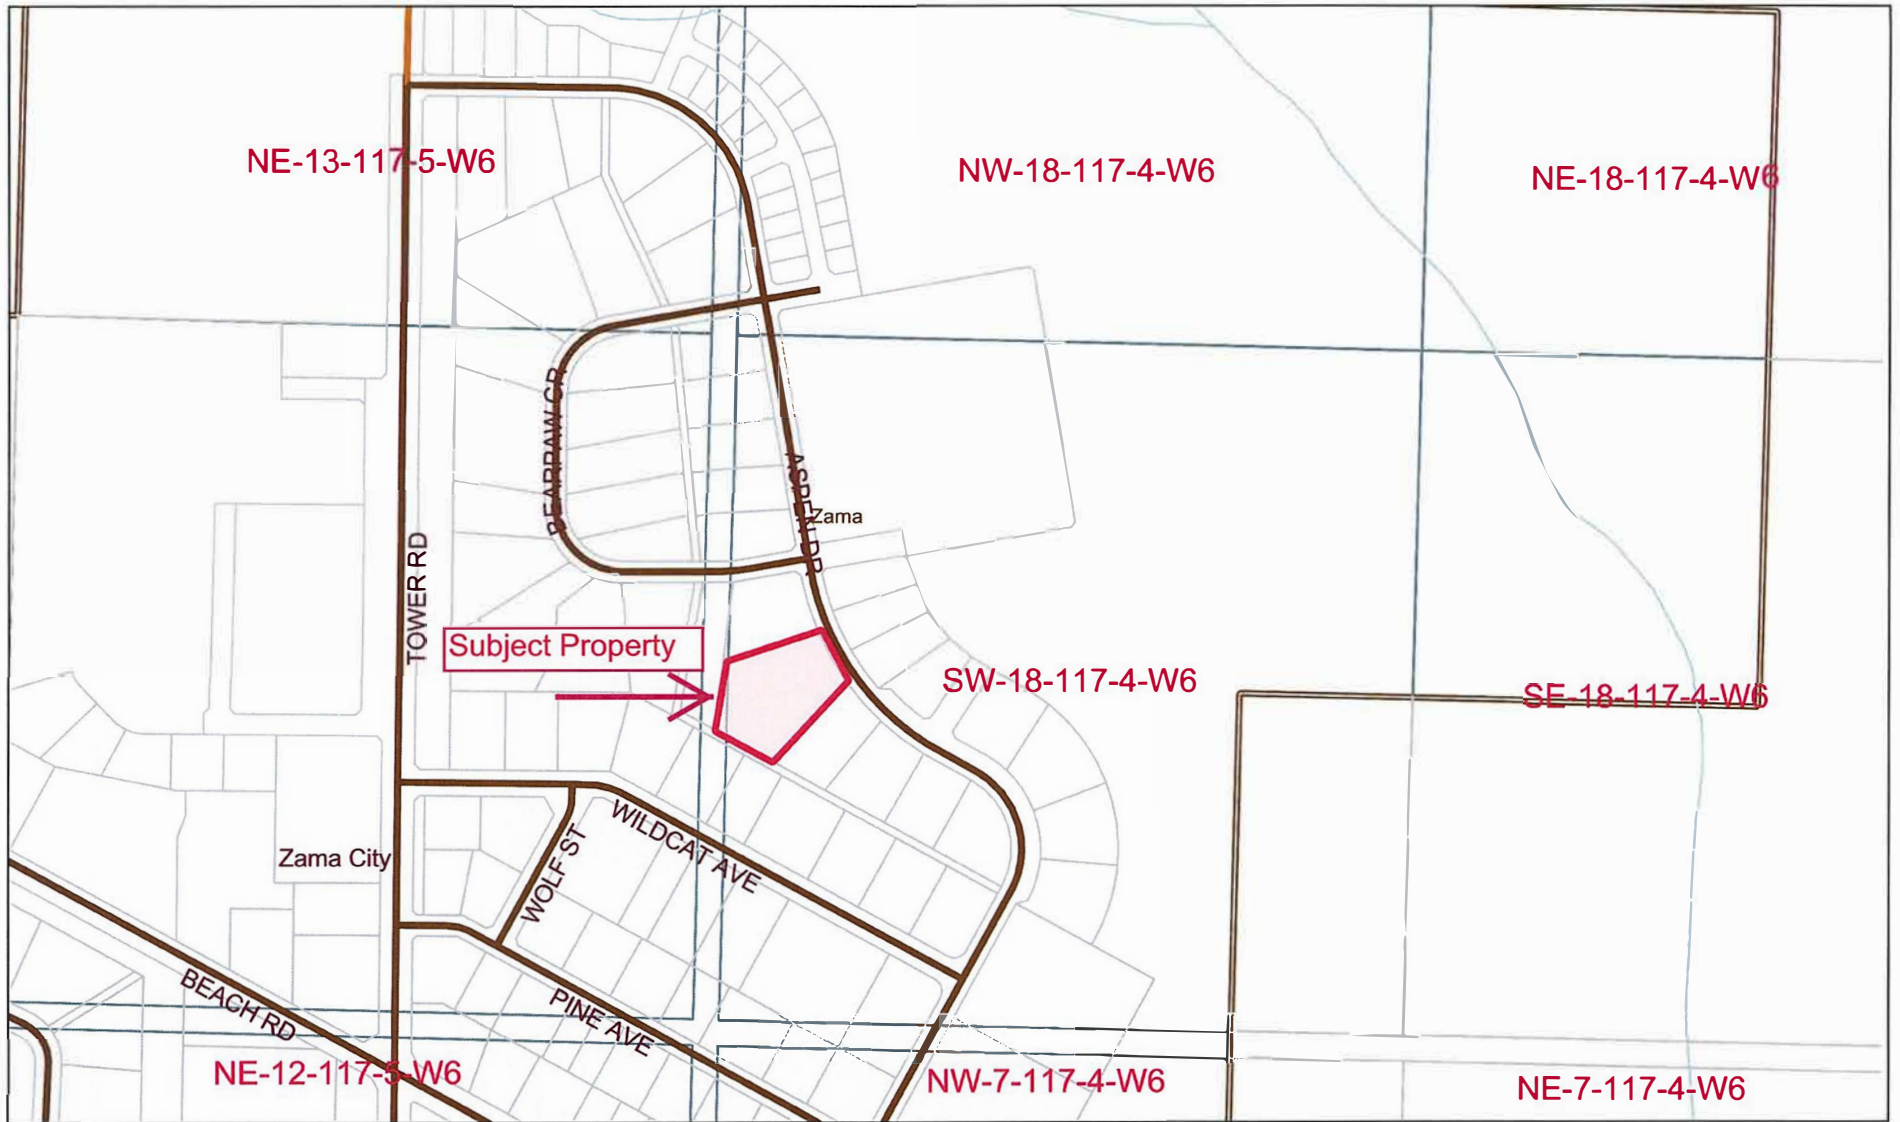 NE-13-117-5-W6
NW-18-117-4-W6
NE-18-117-4-W6
BEARPAW CR
ASPEN DR
Zama
TOWER RD
Subject Property
SW-18-117-4-W6
SE-18-117-4-W6
WILDCAT AVE
WOLF ST
Zama City
BEACH RD
PINE AVE
NE-12-117-5-W6
NW-7-117-4-W6
NE-7-117-4-W6